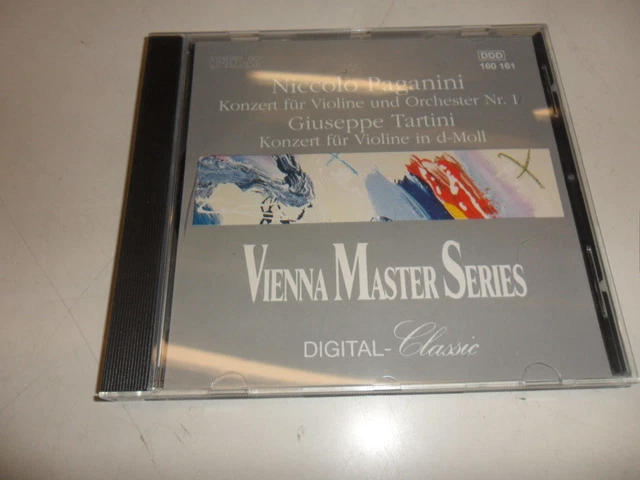 DDD
160 161
Niccolo Paganini
Konzert für Violine und Orchester Nr. 1
Giuseppe Tartini
Konzert für Violine in d-Moll
VIENNA MASTER SERIES
DIGITAL-Classic